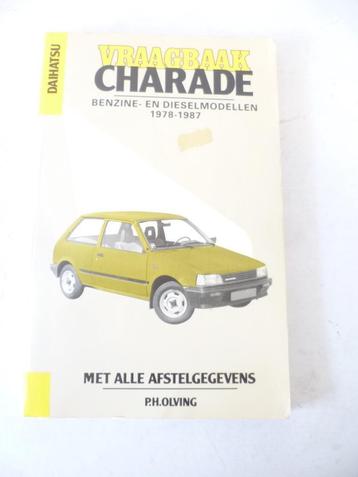 DAIHATSU
VRAAGBAAK
CHARADE
BENZINE- EN DIESELMODELLEN
1978-1987
MET ALLE AFSTELGEGEVENS
P.H.OLVING